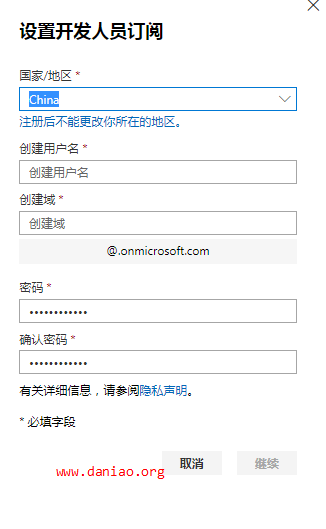 设置开发人员订阅
国家/地区 *
China
注册后不能更改你所在的地区。
创建用户名 *
创建用户名
创建域 *
创建域
@.onmicrosoft.com
密码 *
••••••••••••
确认密码 *
••••••••••••
有关详细信息，请参阅隐私声明。
* 必填字段
取消 继续
www.daniao.org